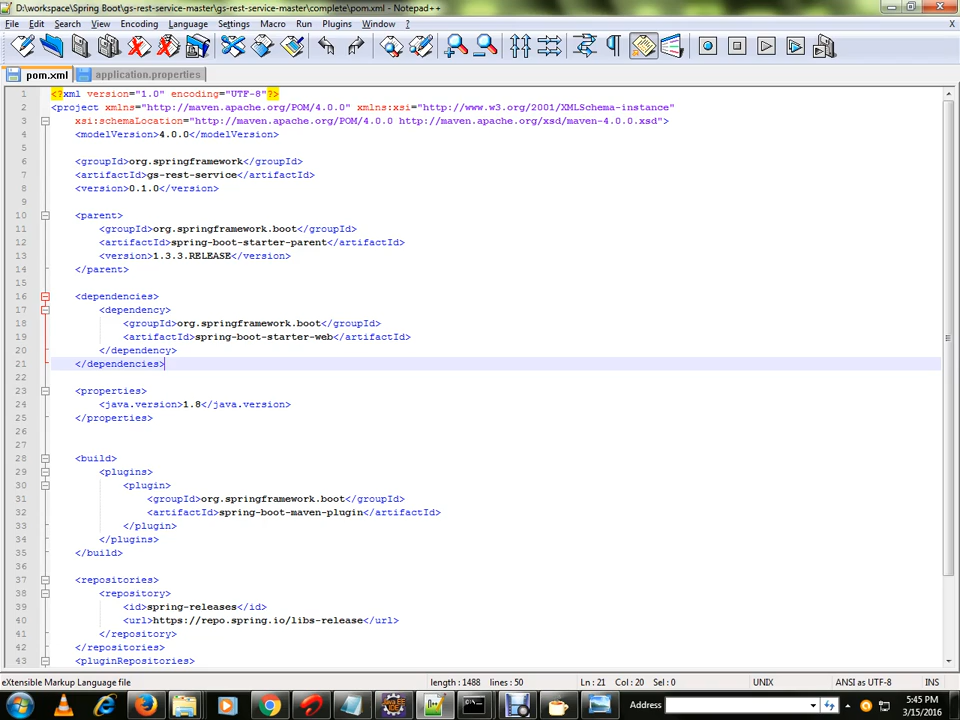 D:\workspace\Spring Boot\gs-rest-service-master\gs-rest-service-master\complete\pom.xml - Notepad++
File Edit Search View Encoding Language Settings Macro Run Plugins Window ? X
pom.xml application.properties
1 <?xml version="1.0" encoding="UTF-8"?>
2 <project xmlns="http://maven.apache.org/POM/4.0.0" xmlns:xsi="http://www.w3.org/2001/XMLSchema-instance"
3 xsi:schemaLocation="http://maven.apache.org/POM/4.0.0 http://maven.apache.org/xsd/maven-4.0.0.xsd">
4 <modelVersion>4.0.0</modelVersion>
5
6 <groupId>org.springframework</groupId>
7 <artifactId>gs-rest-service</artifactId>
8 <version>0.1.0</version>
9
10 <parent>
11 <groupId>org.springframework.boot</groupId>
12 <artifactId>spring-boot-starter-parent</artifactId>
13 <version>1.3.3.RELEASE</version>
14 </parent>
15
16 <dependencies>
17 <dependency>
18 <groupId>org.springframework.boot</groupId>
19 <artifactId>spring-boot-starter-web</artifactId>
20 </dependency>
21 </dependencies>
22
23 <properties>
24 <java.version>1.8</java.version>
25 </properties>
26
27
28 <build>
29 <plugins>
30 <plugin>
31 <groupId>org.springframework.boot</groupId>
32 <artifactId>spring-boot-maven-plugin</artifactId>
33 </plugin>
34 </plugins>
35 </build>
36
37 <repositories>
38 <repository>
39 <id>spring-releases</id>
40 <url>https://repo.spring.io/libs-release</url>
41 </repository>
42 </repositories>
43 <pluginRepositories>
eXtensible Markup Language file length : 1488 lines : 50 Ln : 21 Col : 20 Sel : 0 UNIX ANSI as UTF-8 INS
Java EE IDE Address 5:45 PM
3/15/2016